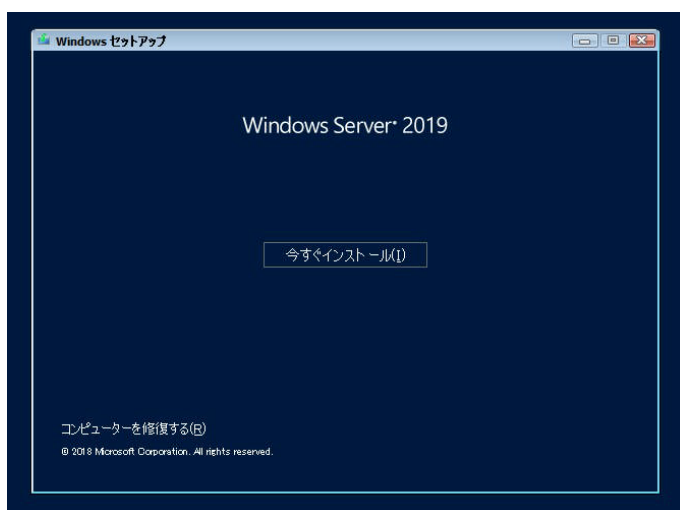 Windows セットアップ
Windows Server® 2019
今すぐインストール(I)
コンピューターを修復する(R)
© 2018 Microsoft Corporation. All rights reserved.